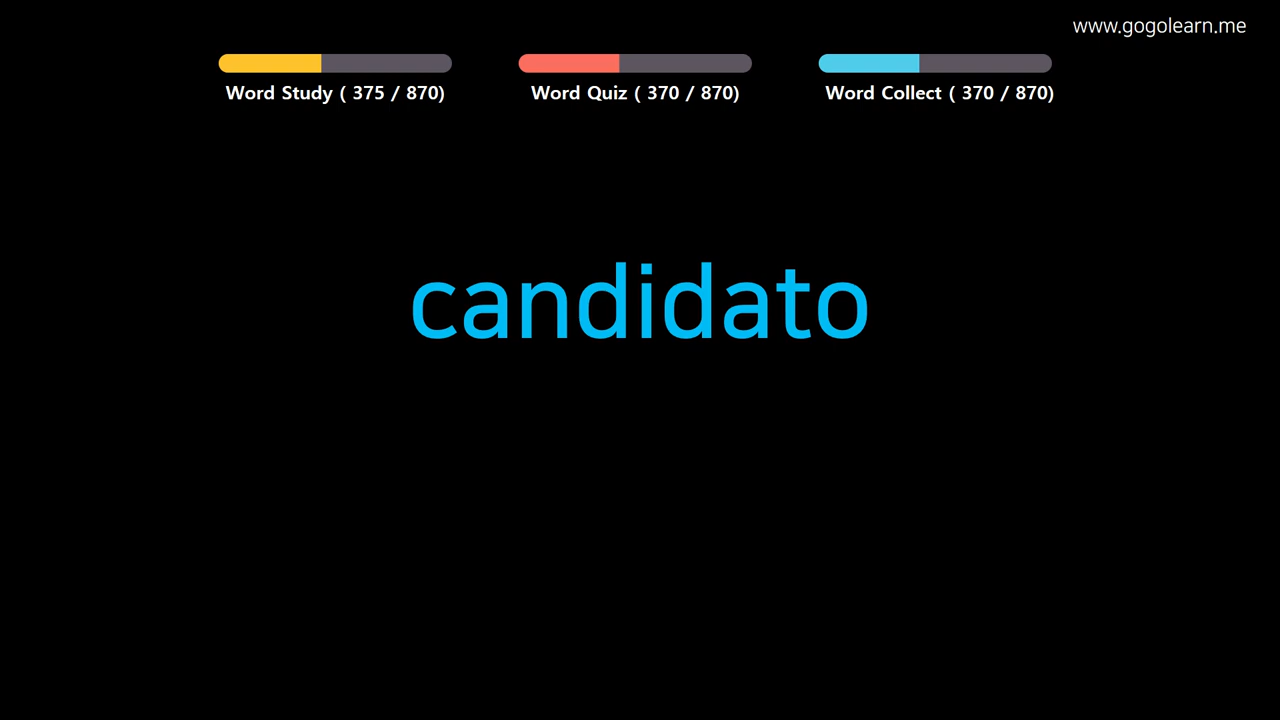 www.gogolearn.me
Word Study ( 375 / 870)
Word Quiz ( 370 / 870)
Word Collect ( 370 / 870)
candidato